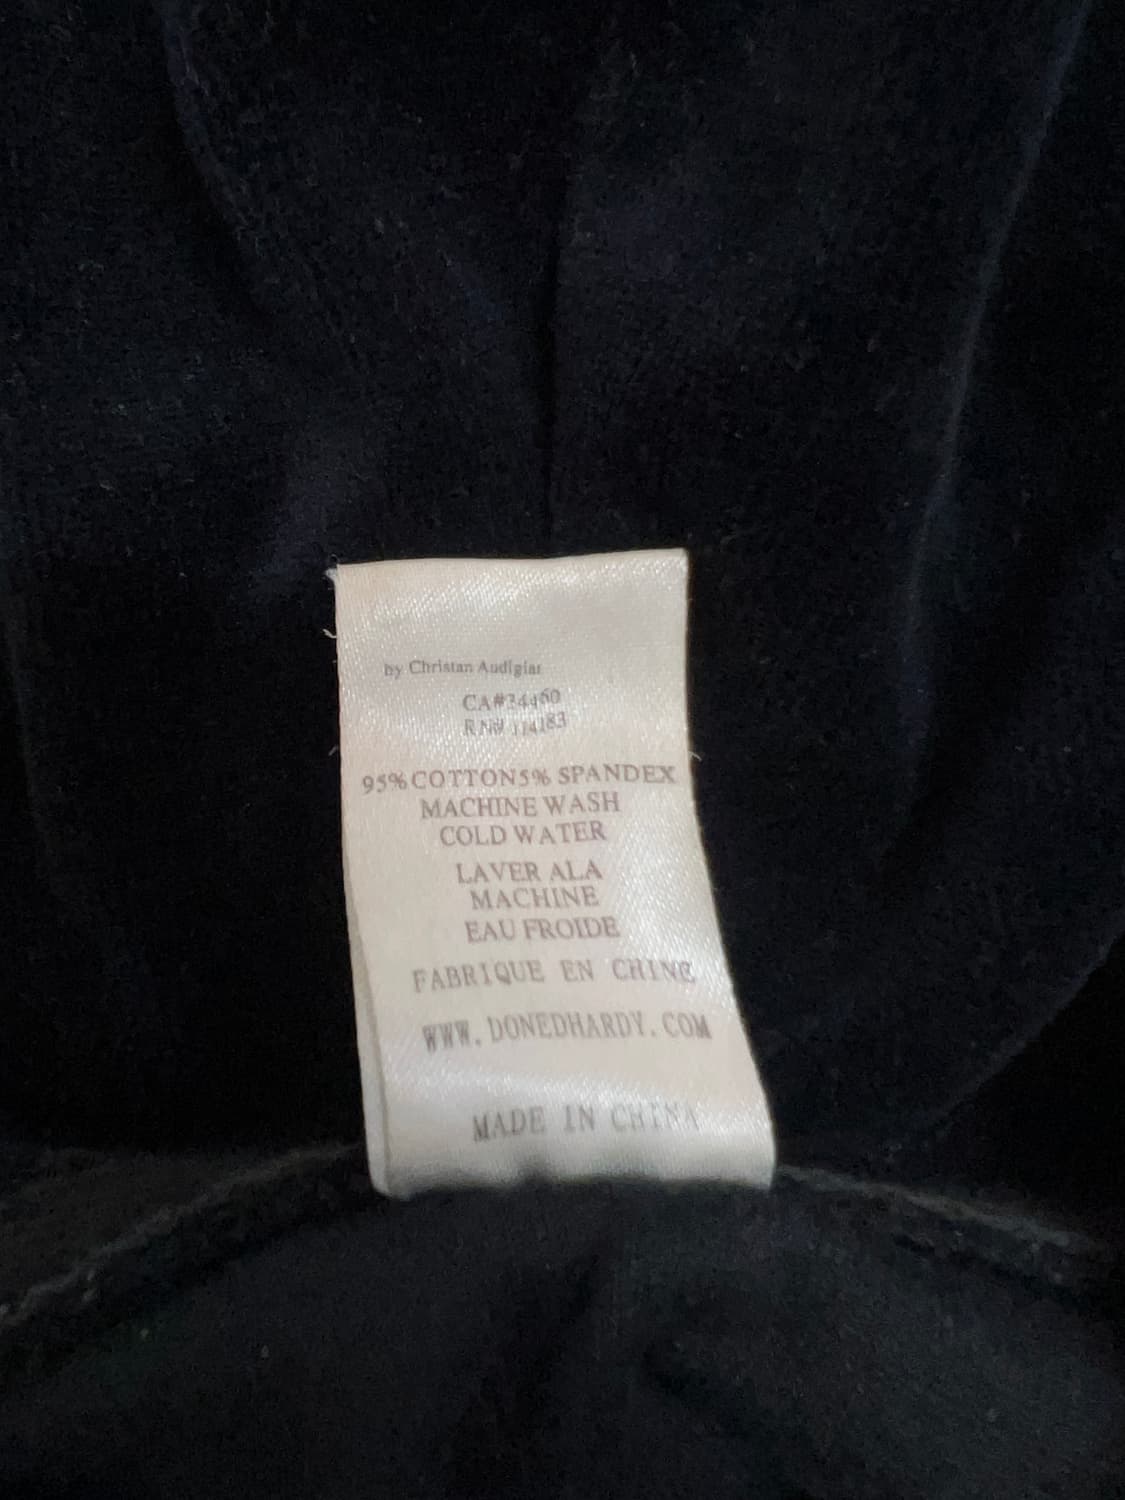 by Christan Audigiar
CA#34460
RN# 114183
95% COTTON5% SPANDEX
MACHINE WASH
COLD WATER
LAVER ALA
MACHINE
EAU FROIDE
FABRIQUE EN CHINE
WWW.DONEDHARDY.COM
MADE IN CHINA